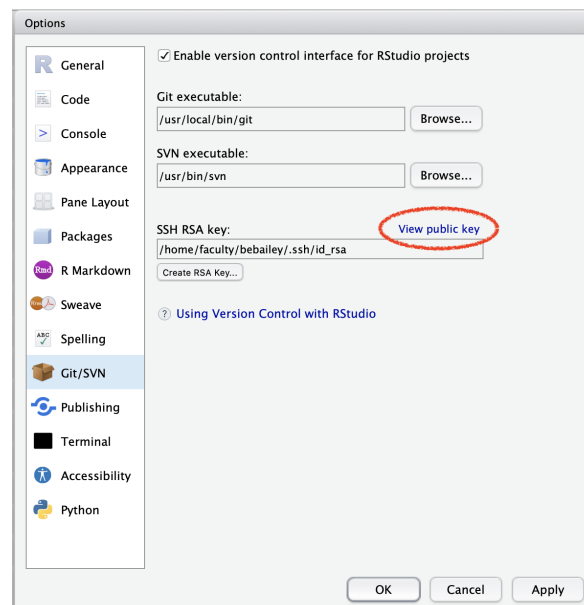 Options
General
Code
Console
Appearance
Pane Layout
Packages
Rmd R Markdown
Sweave
ABC Spelling
Git/SVN
Publishing
Terminal
Accessibility
Python
Enable version control interface for RStudio projects
Git executable:
/usr/local/bin/git Browse...
SVN executable:
/usr/bin/svn Browse...
SSH RSA key: View public key
/home/faculty/bebailey/.ssh/id_rsa
Create RSA Key...
? Using Version Control with RStudio
OK Cancel Apply